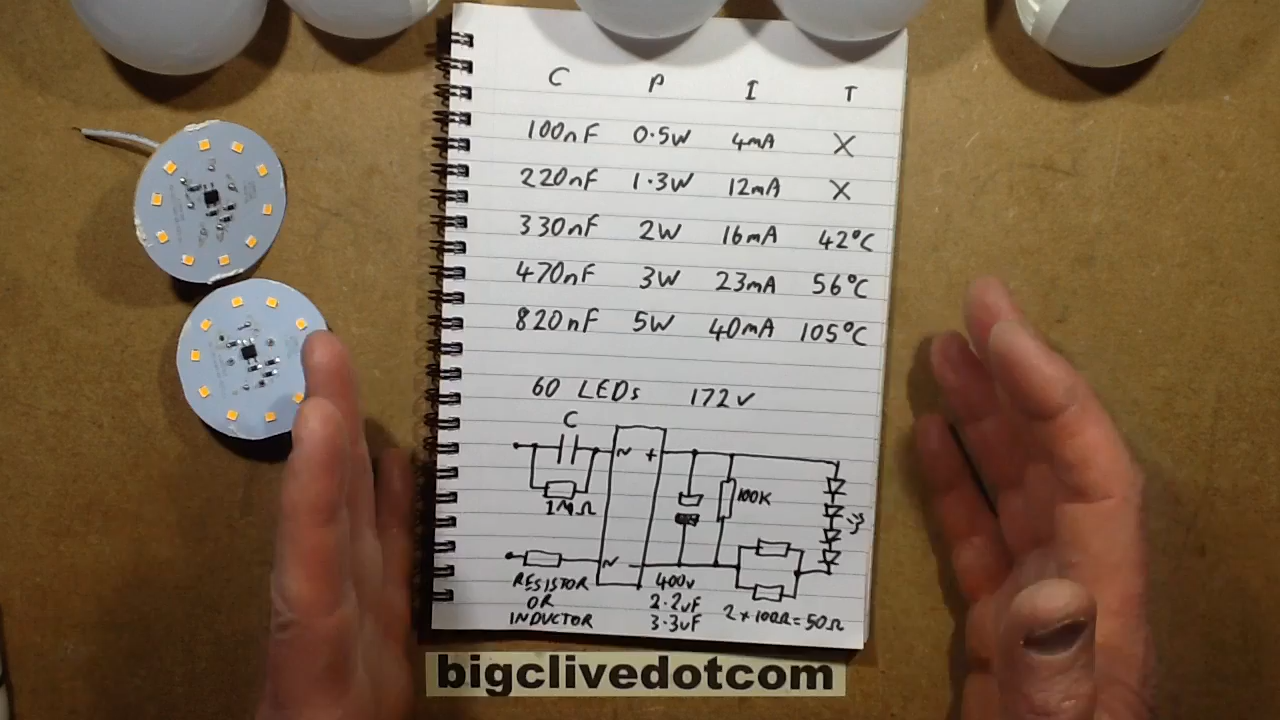 C P I T
100nF 0.5W 4mA X
220nF 1.3W 12mA X
330nF 2W 16mA 42°C
470nF 3W 23mA 56°C
820nF 5W 40mA 105°C
60 LEDs 172v
C
~ +
100K
1MΩ
~ −
RESISTOR
OR
INDUCTOR
400v
2.2uF
3.3uF
2 x 100Ω = 50Ω
bigclivedotcom